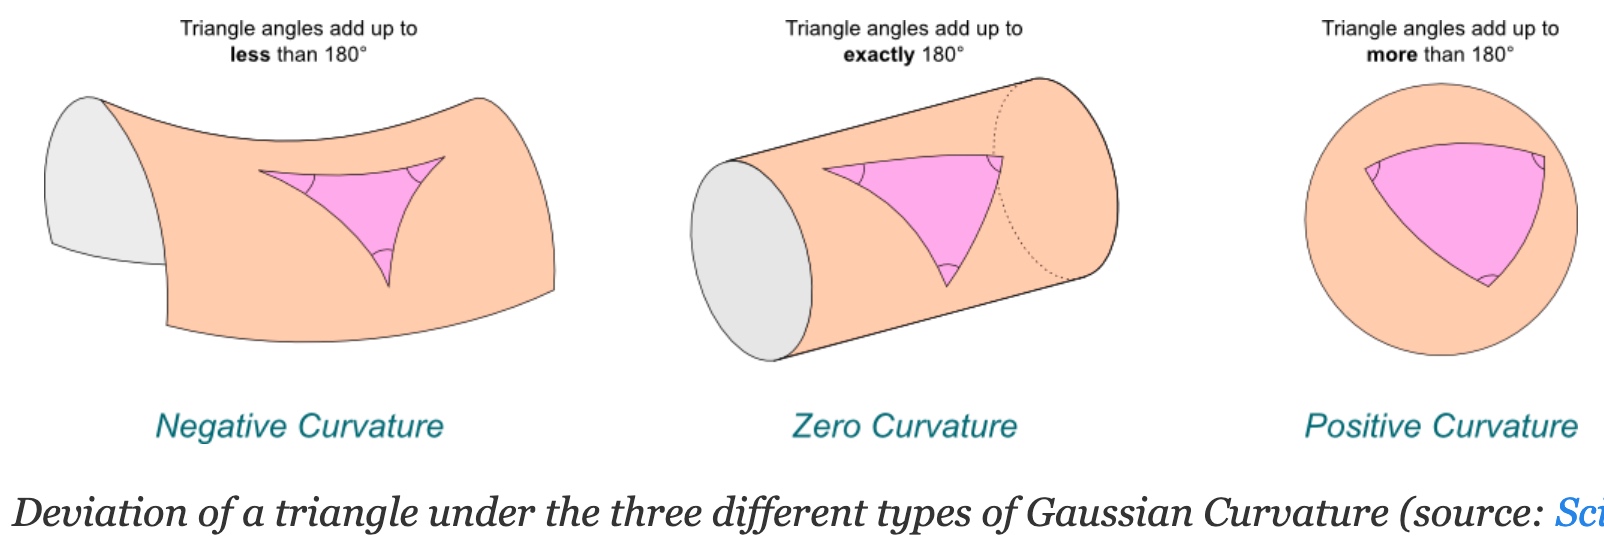 Triangle angles add up to
less than 180°
Triangle angles add up to
exactly 180°
Triangle angles add up to
more than 180°
Negative Curvature
Zero Curvature
Positive Curvature
Deviation of a triangle under the three different types of Gaussian Curvature (source: Sci